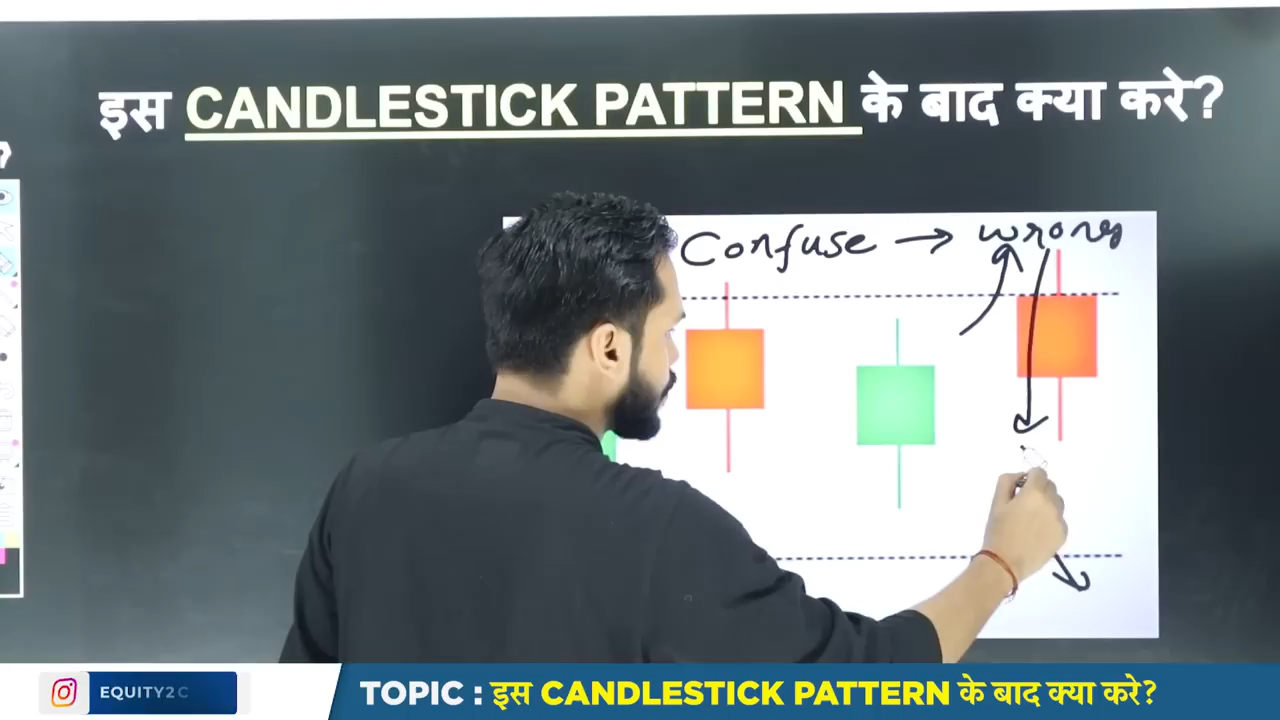 इस CANDLESTICK PATTERN के बाद क्या करे?
?
Confuse → wrong
EQUITY2C
TOPIC : इस CANDLESTICK PATTERN के बाद क्या करे?